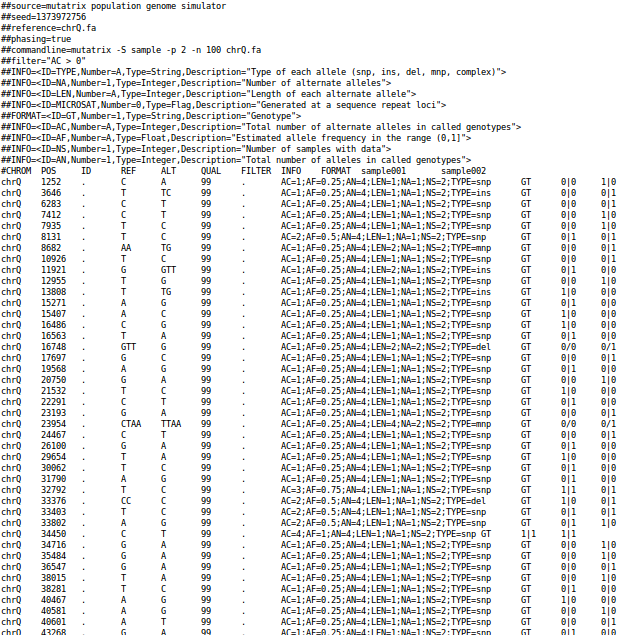 ##source=mutatrix population genome simulator
##seed=1373972756
##reference=chrQ.fa
##phasing=true
##commandline=mutatrix -S sample -p 2 -n 100 chrQ.fa
##filter="AC > 0"
##INFO=<ID=TYPE,Number=A,Type=String,Description="Type of each allele (snp, ins, del, mnp, complex)">
##INFO=<ID=NA,Number=1,Type=Integer,Description="Number of alternate alleles">
##INFO=<ID=LEN,Number=A,Type=Integer,Description="Length of each alternate allele">
##INFO=<ID=MICROSAT,Number=0,Type=Flag,Description="Generated at a sequence repeat loci">
##FORMAT=<ID=GT,Number=1,Type=String,Description="Genotype">
##INFO=<ID=AC,Number=A,Type=Integer,Description="Total number of alternate alleles in called genotypes">
##INFO=<ID=AF,Number=A,Type=Float,Description="Estimated allele frequency in the range (0,1]">
##INFO=<ID=NS,Number=1,Type=Integer,Description="Number of samples with data">
##INFO=<ID=AN,Number=1,Type=Integer,Description="Total number of alleles in called genotypes">
#CHROM POS ID REF ALT QUAL FILTER INFO FORMAT sample001 sample002
chrQ 1252 . C A 99 . AC=1;AF=0.25;AN=4;LEN=1;NA=1;NS=2;TYPE=snp GT 0|0 1|0
chrQ 3646 . T TC 99 . AC=1;AF=0.25;AN=4;LEN=1;NA=1;NS=2;TYPE=ins GT 0|0 0|1
chrQ 6283 . C T 99 . AC=1;AF=0.25;AN=4;LEN=1;NA=1;NS=2;TYPE=snp GT 0|0 0|1
chrQ 7412 . C T 99 . AC=1;AF=0.25;AN=4;LEN=1;NA=1;NS=2;TYPE=snp GT 0|0 1|0
chrQ 7935 . T C 99 . AC=1;AF=0.25;AN=4;LEN=1;NA=1;NS=2;TYPE=snp GT 0|0 1|0
chrQ 8131 . T C 99 . AC=2;AF=0.5;AN=4;LEN=1;NA=1;NS=2;TYPE=snp GT 0|1 0|1
chrQ 8682 . AA TG 99 . AC=1;AF=0.25;AN=4;LEN=2;NA=1;NS=2;TYPE=mnp GT 0|0 0|1
chrQ 10926 . T C 99 . AC=1;AF=0.25;AN=4;LEN=1;NA=1;NS=2;TYPE=snp GT 0|0 0|1
chrQ 11921 . G GTT 99 . AC=1;AF=0.25;AN=4;LEN=2;NA=1;NS=2;TYPE=ins GT 0|1 0|0
chrQ 12955 . T G 99 . AC=1;AF=0.25;AN=4;LEN=1;NA=1;NS=2;TYPE=snp GT 0|0 1|0
chrQ 13808 . T TG 99 . AC=1;AF=0.25;AN=4;LEN=1;NA=1;NS=2;TYPE=ins GT 1|0 0|0
chrQ 15271 . A G 99 . AC=1;AF=0.25;AN=4;LEN=1;NA=1;NS=2;TYPE=snp GT 0|1 0|0
chrQ 15407 . A C 99 . AC=1;AF=0.25;AN=4;LEN=1;NA=1;NS=2;TYPE=snp GT 1|0 0|0
chrQ 16486 . C G 99 . AC=1;AF=0.25;AN=4;LEN=1;NA=1;NS=2;TYPE=snp GT 1|0 0|0
chrQ 16563 . T A 99 . AC=1;AF=0.25;AN=4;LEN=1;NA=1;NS=2;TYPE=snp GT 0|1 0|0
chrQ 16748 . GTT G 99 . AC=1;AF=0.25;AN=4;LEN=2;NA=2;NS=2;TYPE=del GT 0/0 0/1
chrQ 17697 . G C 99 . AC=1;AF=0.25;AN=4;LEN=1;NA=1;NS=2;TYPE=snp GT 0|0 0|1
chrQ 19568 . A G 99 . AC=1;AF=0.25;AN=4;LEN=1;NA=1;NS=2;TYPE=snp GT 0|1 0|0
chrQ 20750 . G A 99 . AC=1;AF=0.25;AN=4;LEN=1;NA=1;NS=2;TYPE=snp GT 0|0 1|0
chrQ 21532 . T C 99 . AC=1;AF=0.25;AN=4;LEN=1;NA=1;NS=2;TYPE=snp GT 1|0 0|0
chrQ 22291 . C T 99 . AC=1;AF=0.25;AN=4;LEN=1;NA=1;NS=2;TYPE=snp GT 0|1 0|0
chrQ 23193 . G A 99 . AC=1;AF=0.25;AN=4;LEN=1;NA=1;NS=2;TYPE=snp GT 0|0 0|1
chrQ 23954 . CTAA TTAA 99 . AC=1;AF=0.25;AN=4;LEN=4;NA=2;NS=2;TYPE=mnp GT 0/0 0/1
chrQ 24467 . C T 99 . AC=1;AF=0.25;AN=4;LEN=1;NA=1;NS=2;TYPE=snp GT 0|0 0|1
chrQ 26100 . G A 99 . AC=1;AF=0.25;AN=4;LEN=1;NA=1;NS=2;TYPE=snp GT 0|1 0|0
chrQ 29654 . T A 99 . AC=1;AF=0.25;AN=4;LEN=1;NA=1;NS=2;TYPE=snp GT 1|0 0|0
chrQ 30062 . T C 99 . AC=1;AF=0.25;AN=4;LEN=1;NA=1;NS=2;TYPE=snp GT 0|1 0|0
chrQ 31790 . A G 99 . AC=1;AF=0.25;AN=4;LEN=1;NA=1;NS=2;TYPE=snp GT 0|1 0|0
chrQ 32792 . T C 99 . AC=3;AF=0.75;AN=4;LEN=1;NA=1;NS=2;TYPE=snp GT 1|1 0|1
chrQ 33376 . CC C 99 . AC=2;AF=0.5;AN=4;LEN=1;NA=1;NS=2;TYPE=del GT 1|0 0|1
chrQ 33403 . T C 99 . AC=2;AF=0.5;AN=4;LEN=1;NA=1;NS=2;TYPE=snp GT 0|1 0|1
chrQ 33802 . A G 99 . AC=2;AF=0.5;AN=4;LEN=1;NA=1;NS=2;TYPE=snp GT 0|1 1|0
chrQ 34450 . C T 99 . AC=4;AF=1;AN=4;LEN=1;NA=1;NS=2;TYPE=snp GT 1|1 1|1
chrQ 34716 . G A 99 . AC=1;AF=0.25;AN=4;LEN=1;NA=1;NS=2;TYPE=snp GT 0|0 1|0
chrQ 35484 . G A 99 . AC=1;AF=0.25;AN=4;LEN=1;NA=1;NS=2;TYPE=snp GT 0|0 1|0
chrQ 36547 . G A 99 . AC=1;AF=0.25;AN=4;LEN=1;NA=1;NS=2;TYPE=snp GT 0|0 0|1
chrQ 38015 . T A 99 . AC=1;AF=0.25;AN=4;LEN=1;NA=1;NS=2;TYPE=snp GT 0|0 1|0
chrQ 38281 . T C 99 . AC=1;AF=0.25;AN=4;LEN=1;NA=1;NS=2;TYPE=snp GT 0|1 0|0
chrQ 40467 . A G 99 . AC=1;AF=0.25;AN=4;LEN=1;NA=1;NS=2;TYPE=snp GT 1|0 0|0
chrQ 40581 . A G 99 . AC=1;AF=0.25;AN=4;LEN=1;NA=1;NS=2;TYPE=snp GT 0|0 1|0
chrQ 40601 . A T 99 . AC=1;AF=0.25;AN=4;LEN=1;NA=1;NS=2;TYPE=snp GT 0|0 0|1
chrQ 43268 . G A 99 . AC=1;AF=0.25;AN=4;LEN=1;NA=1;NS=2;TYPE=snp GT 0|1 0|0